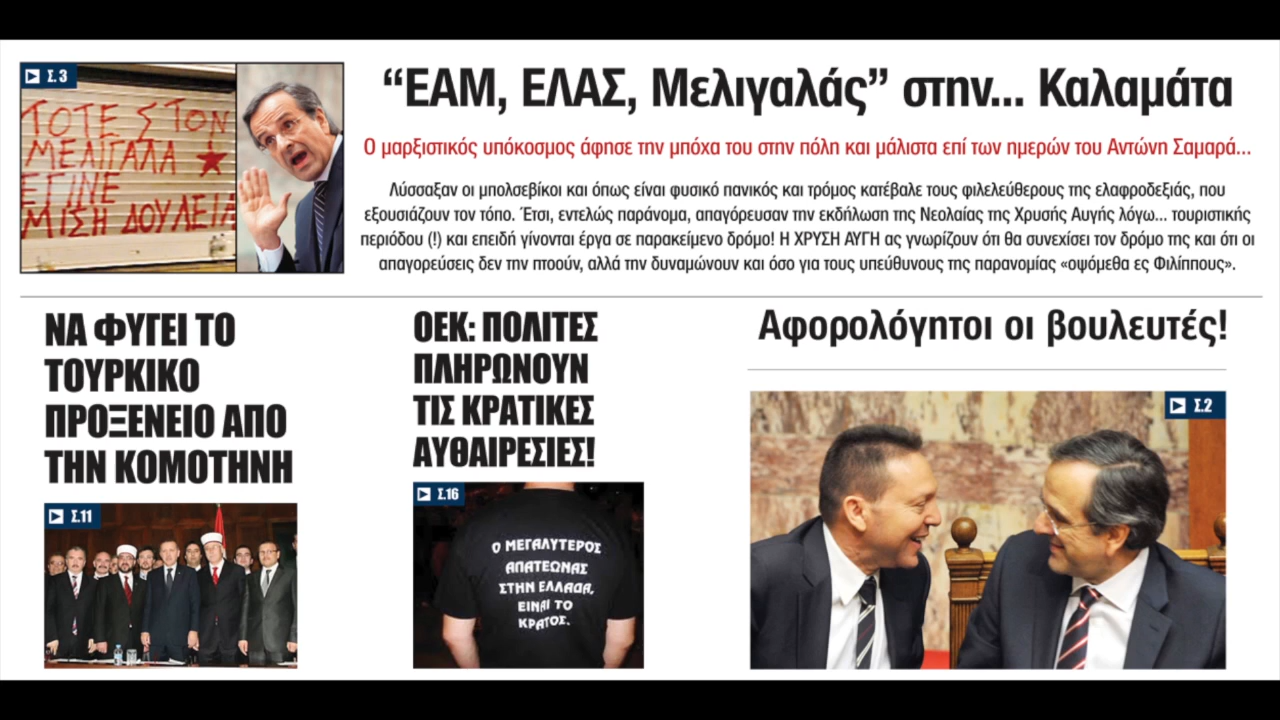 Σ. 3
ΤΟΤΕ ΣΤΟΝ
ΜΕΛΙΓΑΛΑ
ΕΓΙΝΕ
ΜΙΣΗ ΔΟΥΛΕΙΑ
“ΕΑΜ, ΕΛΑΣ, Μελιγαλάς” στην... Καλαμάτα
Ο μαρξιστικός υπόκοσμος άφησε την μπόχα του στην πόλη και μάλιστα επί των ημερών του Αντώνη Σαμαρά...
Λύσσαξαν οι μπολσεβίκοι και όπως είναι φυσικό πανικός και τρόμος κατέβαλε τους φιλελεύθερους της ελαφροδεξιάς, που
εξουσιάζουν τον τόπο. Έτσι, εντελώς παράνομα, απαγόρευσαν την εκδήλωση της Νεολαίας της Χρυσής Αυγής λόγω... τουριστικής
περιόδου (!) και επειδή γίνονται έργα σε παρακείμενο δρόμο! Η ΧΡΥΣΗ ΑΥΓΗ ας γνωρίζουν ότι θα συνεχίσει τον δρόμο της και ότι οι
απαγορεύσεις δεν την πτοούν, αλλά την δυναμώνουν και όσο για τους υπεύθυνους της παρανομίας «οψόμεθα ες Φιλίππους».
ΝΑ ΦΥΓΕΙ ΤΟ
ΤΟΥΡΚΙΚΟ
ΠΡΟΞΕΝΕΙΟ ΑΠΟ
ΤΗΝ ΚΟΜΟΤΗΝΗ
Σ.11
ΟΕΚ: ΠΟΛΙΤΕΣ
ΠΛΗΡΩΝΟΥΝ
ΤΙΣ ΚΡΑΤΙΚΕΣ
ΑΥΘΑΙΡΕΣΙΕΣ!
Σ.16
Ο ΜΕΓΑΛΥΤΕΡΟΣ
ΑΠΑΤΕΩΝΑΣ
ΣΤΗΝ ΕΛΛΑΔΑ,
ΕΙΝΑΙ ΤΟ
ΚΡΑΤΟΣ.
Αφορολόγητοι οι βουλευτές!
Σ.2